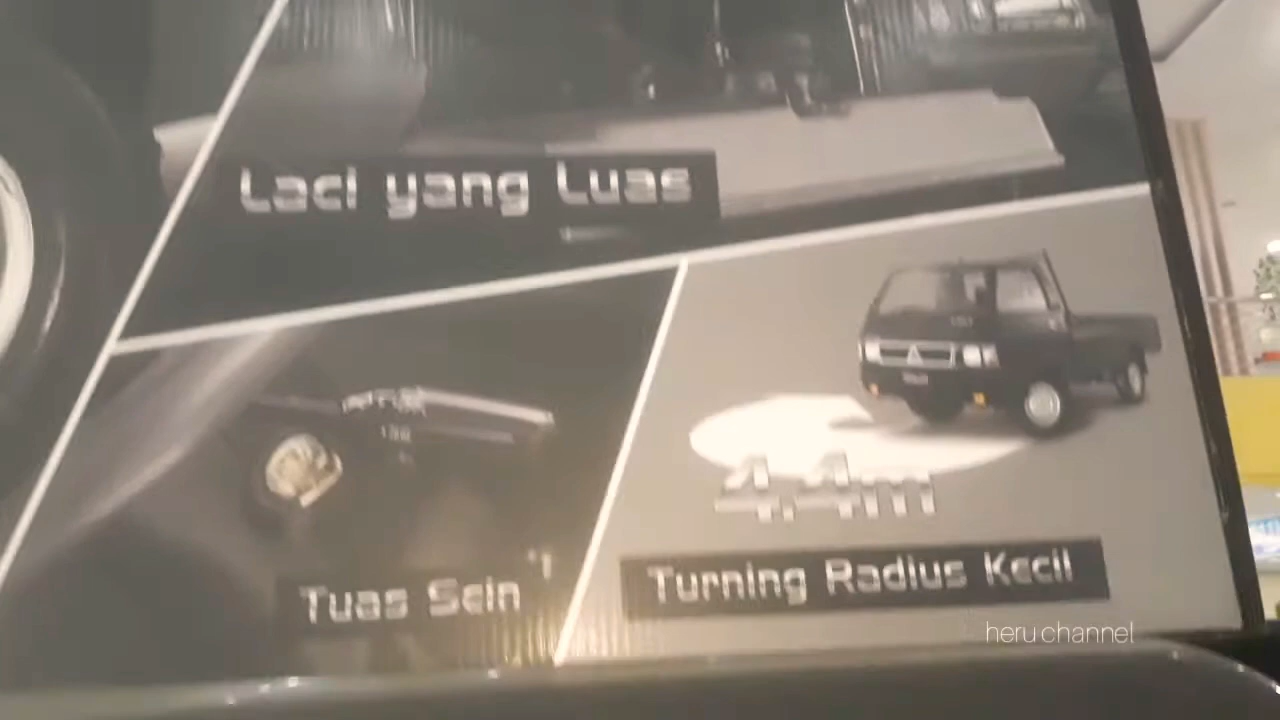 Laci yang Luas
Tuas Sein
4.4m
Turning Radius Kecil
heru channel